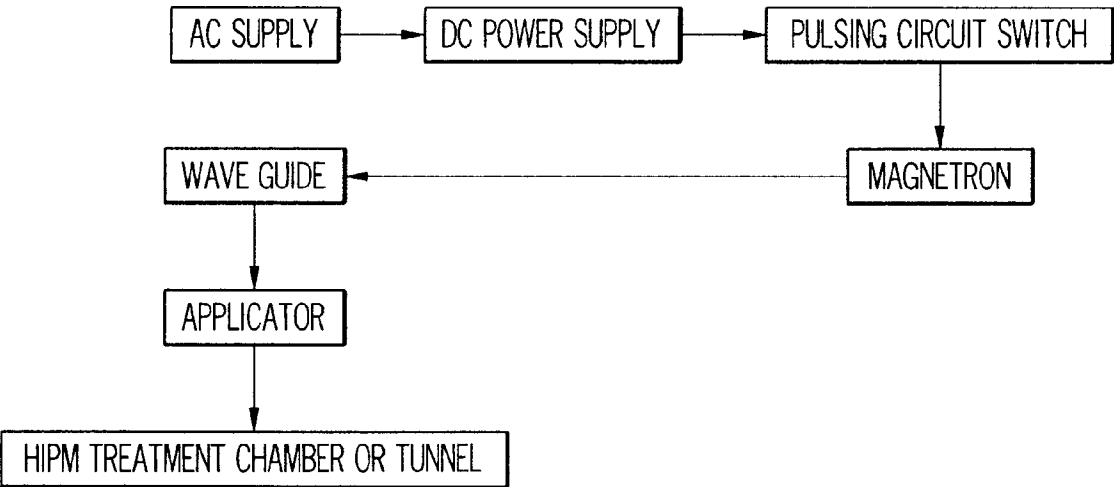 AC SUPPLY
DC POWER SUPPLY
PULSING CIRCUIT SWITCH
MAGNETRON
WAVE GUIDE
APPLICATOR
HIPM TREATMENT CHAMBER OR TUNNEL